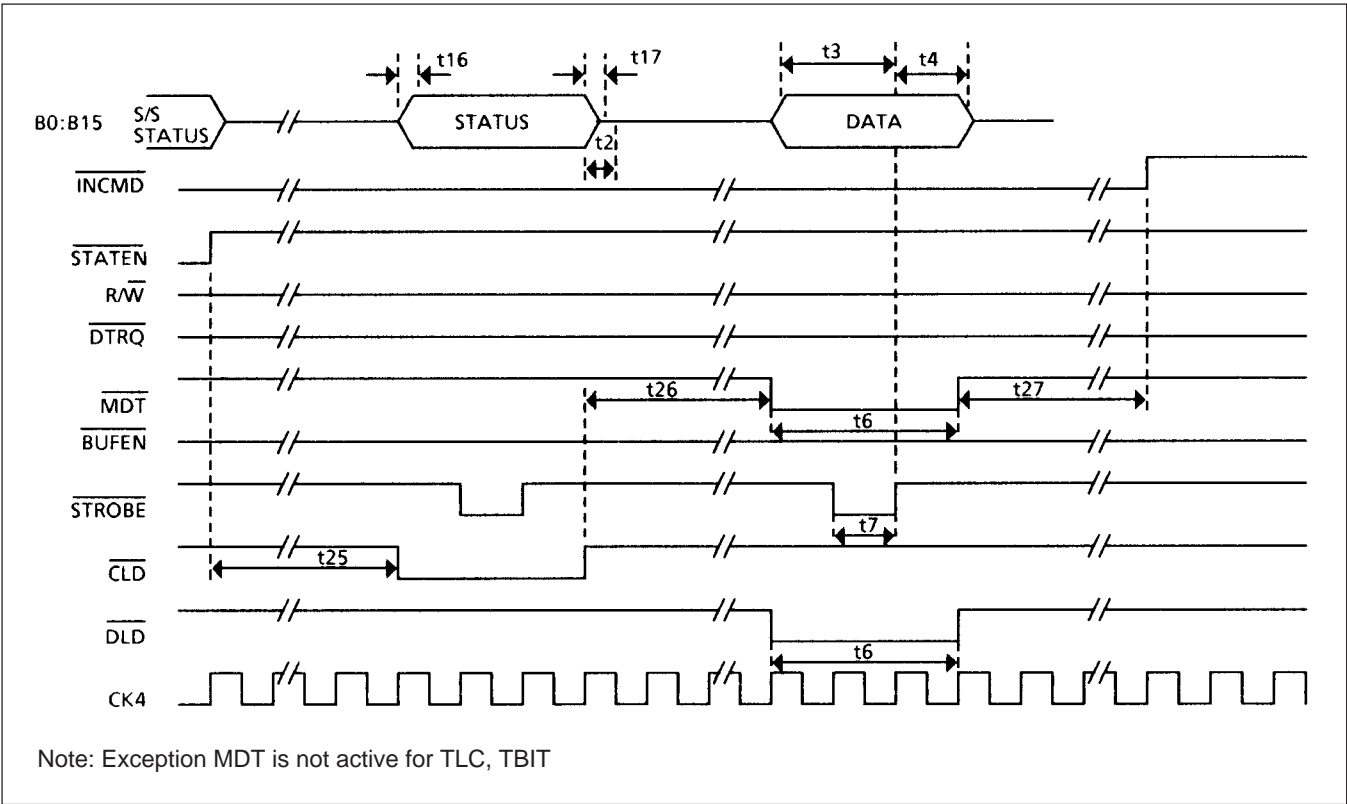 t16
t17
t3
t4
B0:B15
S/S
STATUS
STATUS
DATA
t2
INCMD
STATEN
R/W
DTRQ
MDT
t26
t27
t6
BUFEN
STROBE
t7
CLD
t25
DLD
t6
CK4
Note: Exception MDT is not active for TLC, TBIT